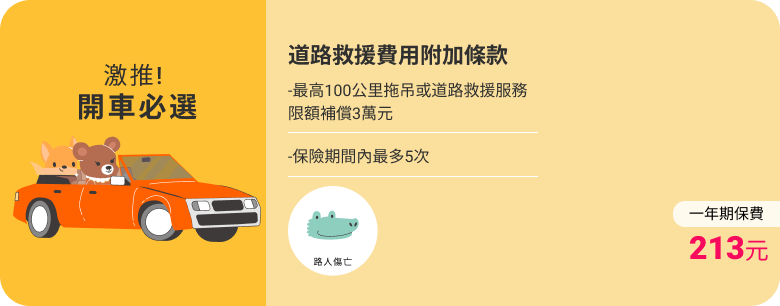 激推!
開車必選
道路救援費用附加條款
-最高100公里拖吊或道路救援服務
限額補償3萬元
-保險期間內最多5次
路人傷亡
一年期保費
213元